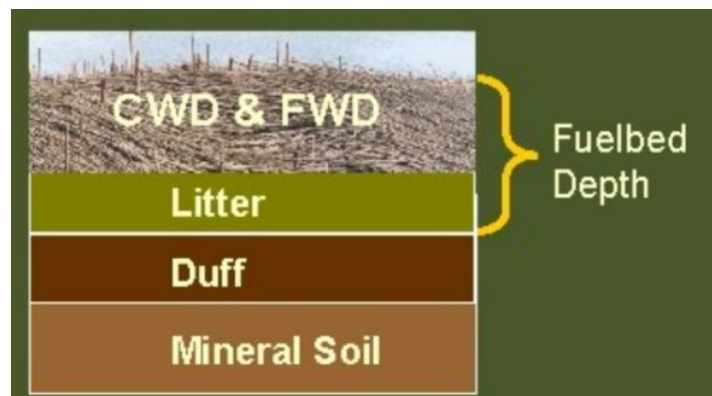 CWD & FWD
Fuelbed
Depth
Litter
Duff
Mineral Soil